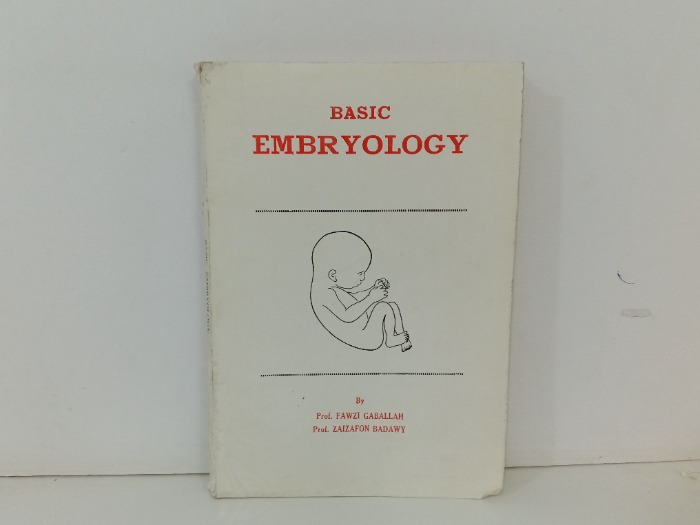 BASIC
EMBRYOLOGY
By
Prof. FAWZI GABALLAH
Prof. ZAIZAFON BADAWY